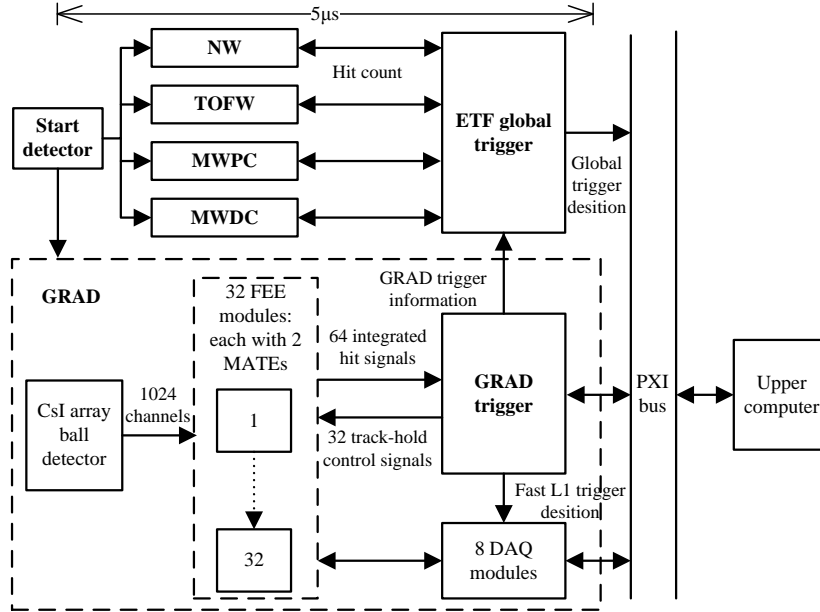 5μs
NW
Hit count
TOFW
MWPC
MWDC
Start
detector
ETF global
trigger
Global
trigger
desition
GRAD
32 FEE
modules:
each with 2
MATEs
GRAD trigger
information
64 integrated
hit signals
GRAD
trigger
CsI array
ball
detector
1024
channels
1
32 track-hold
control signals
PXI
bus
Upper
computer
Fast L1 trigger
desition
32
8 DAQ
modules